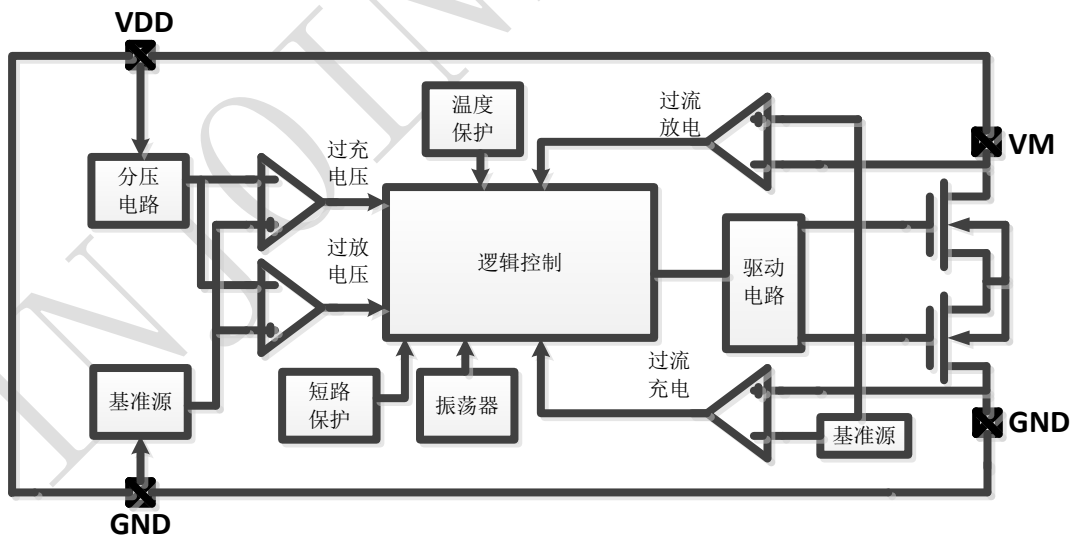 VDD
温度
保护
过流
放电
VM
分压
电路
过充
电压
过放
电压
逻辑控制
驱动
电路
基准源
短路
保护
振荡器
过流
充电
基准源
GND
GND